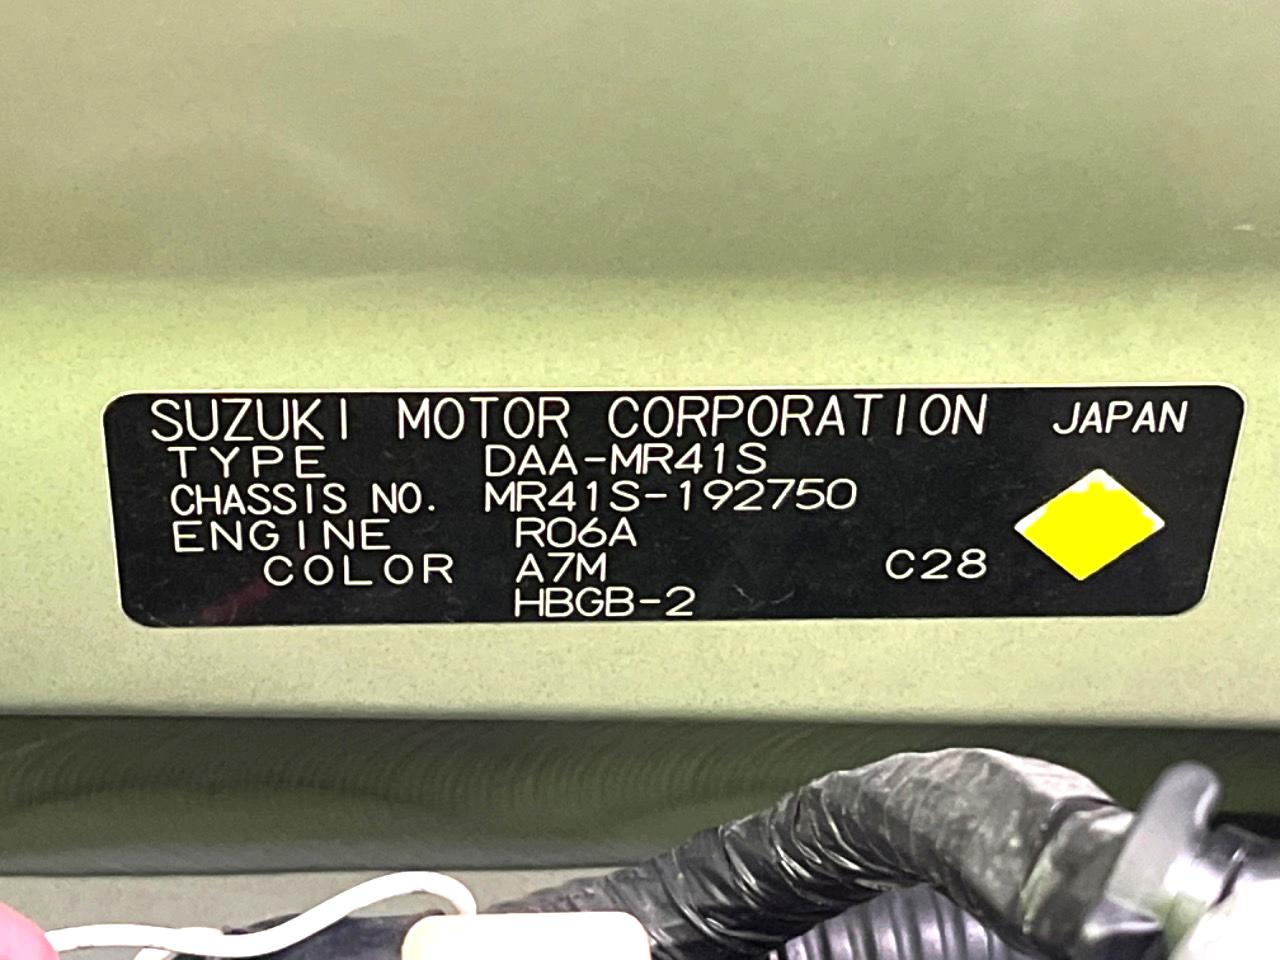 SUZUKI MOTOR CORPORATION JAPAN
TYPE DAA-MR41S
CHASSIS NO. MR41S-192750
ENGINE R06A
COLOR A7M C28
HBGB-2